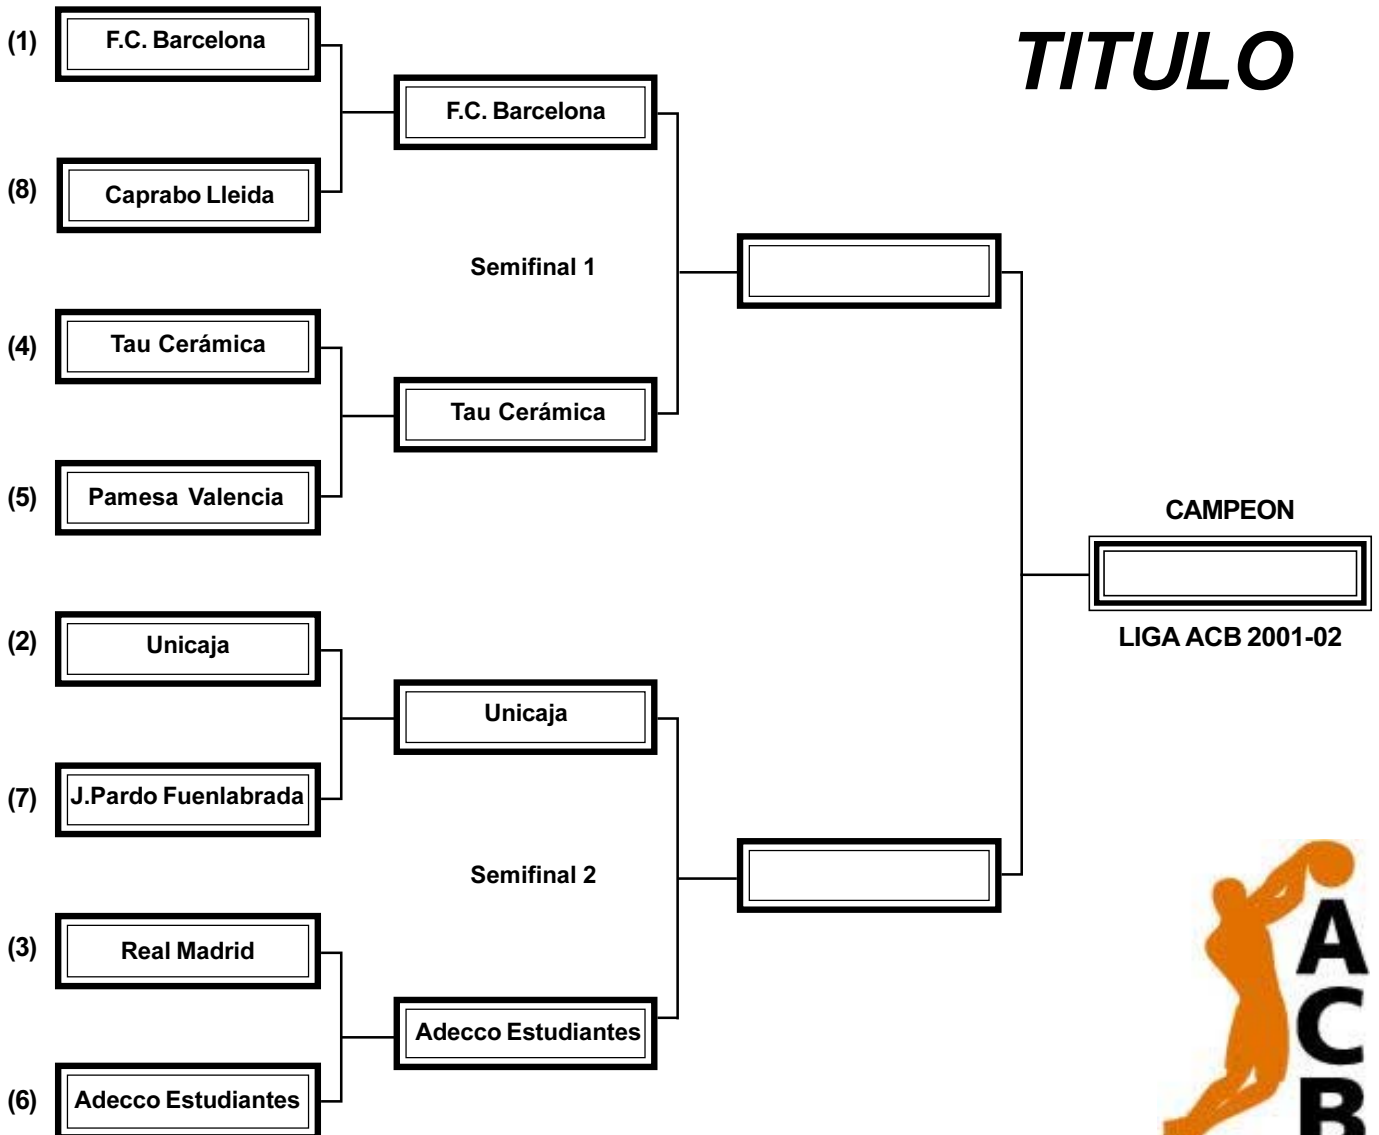 TITULO
(1) F.C. Barcelona
F.C. Barcelona
(8) Caprabo Lleida
Semifinal 1
(4) Tau Cerámica
Tau Cerámica
(5) Pamesa Valencia
CAMPEON
LIGA ACB 2001-02
(2) Unicaja
Unicaja
(7) J.Pardo Fuenlabrada
Semifinal 2
(3) Real Madrid
Adecco Estudiantes
(6) Adecco Estudiantes
A
C
B